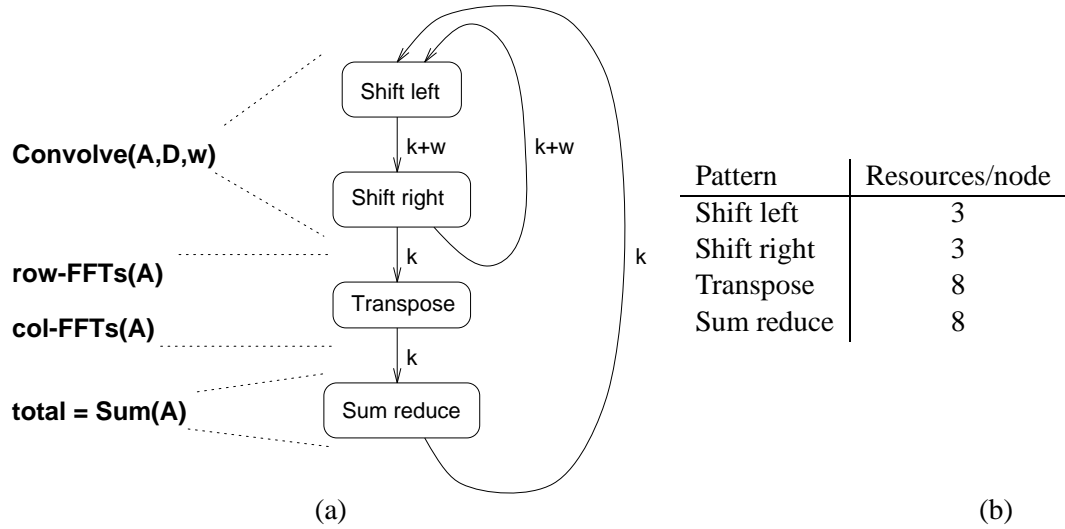 Shift left
k+w
k+w
Convolve(A,D,w)
Shift right
k
k
row-FFTs(A)
Transpose
col-FFTs(A)
k
total = Sum(A)
Sum reduce
(a)
Pattern Resources/node
Shift left 3
Shift right 3
Transpose 8
Sum reduce 8
(b)